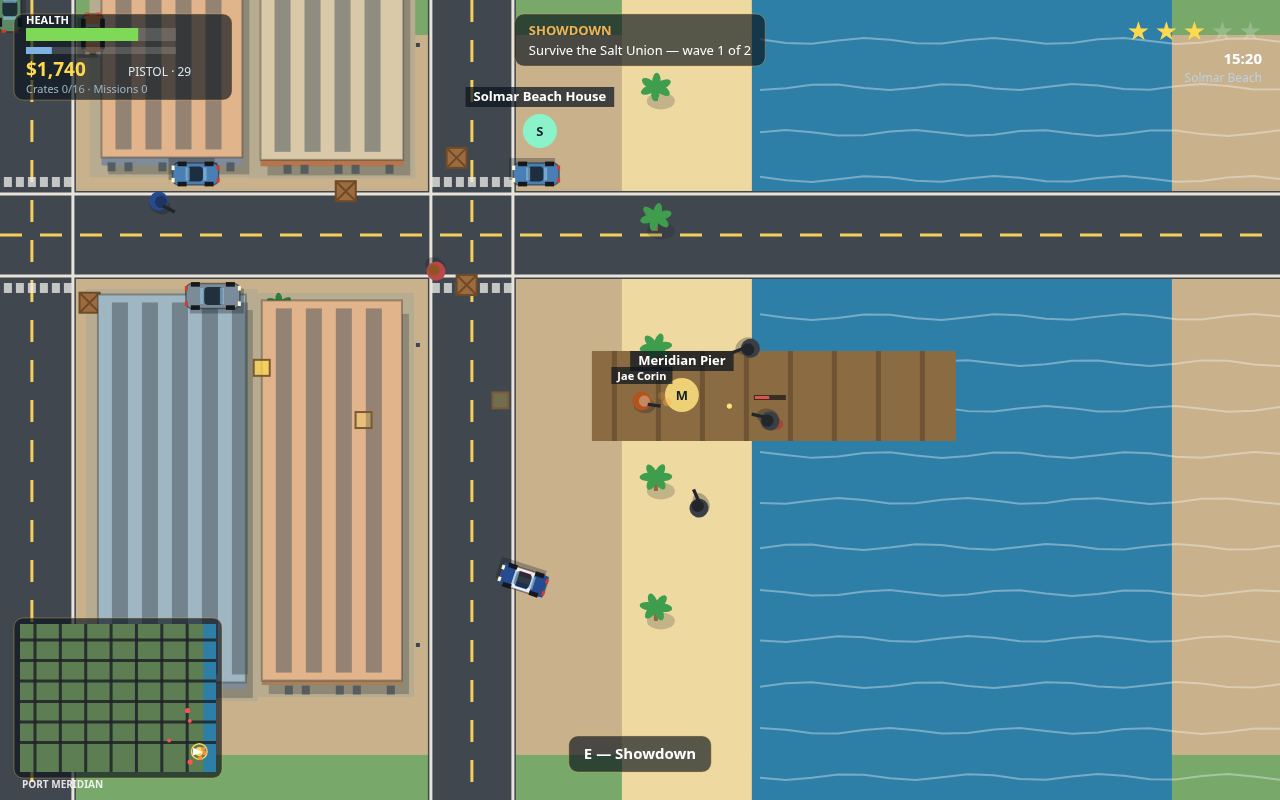 HEALTH
$1,740
PISTOL · 29
Crates 0/16 · Missions 0
SHOWDOWN
Survive the Salt Union — wave 1 of 2
15:20
Solmar Beach
Solmar Beach House
S
Meridian Pier
Jae Corin
M
E — Showdown
PORT MERIDIAN